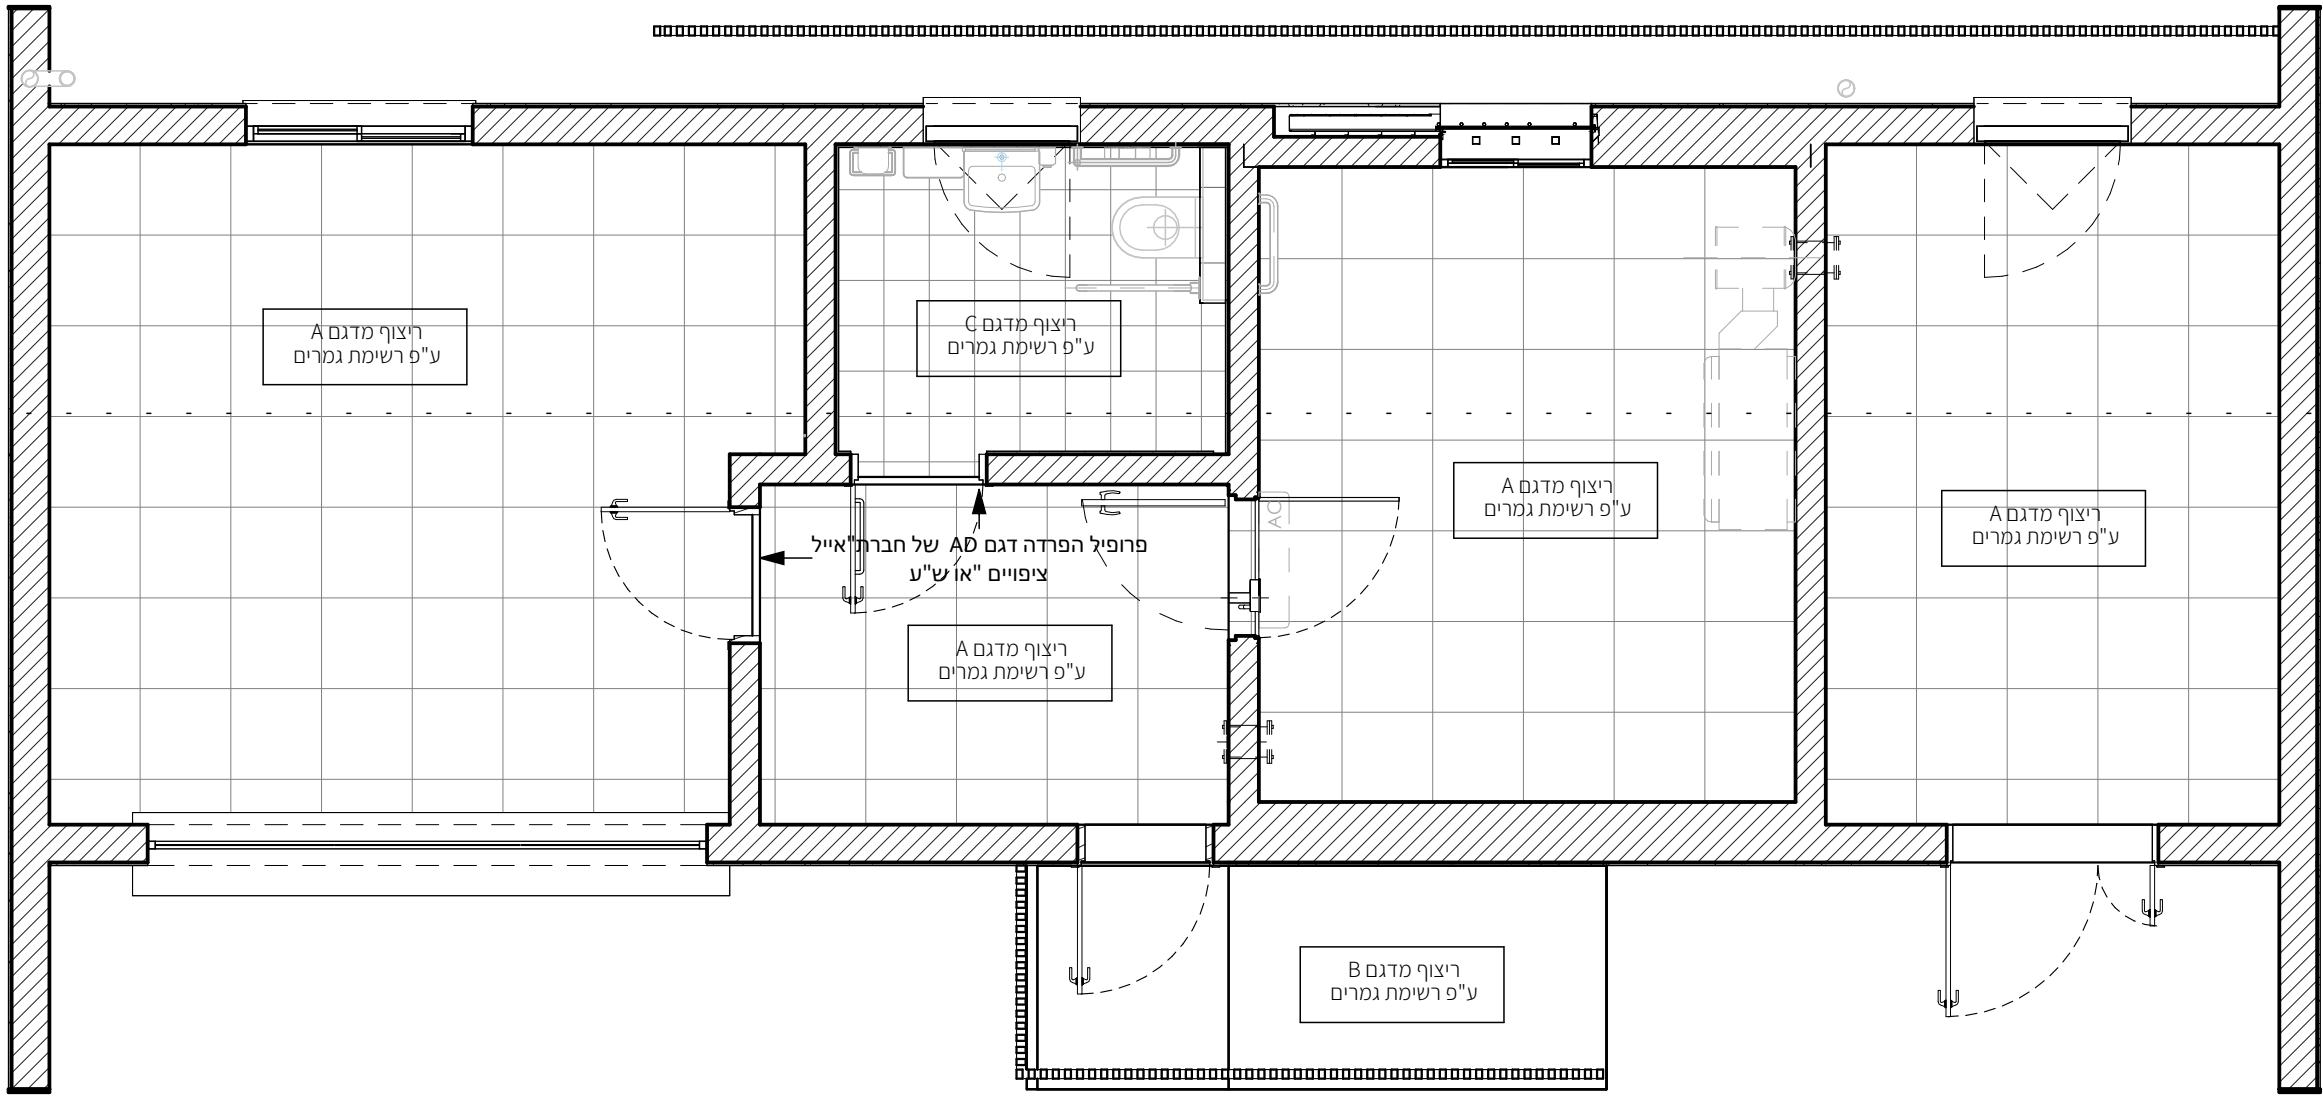 ריצוף מדגם A
ע"פ רשימת גמרים
ריצוף מדגם C
ע"פ רשימת גמרים
ריצוף מדגם A
ע"פ רשימת גמרים
ריצוף מדגם A
ע"פ רשימת גמרים
AC
פרופיל הפרדה דגם AD של חברת"אייל
ציפויים "או ש"ע
ריצוף מדגם A
ע"פ רשימת גמרים
ריצוף מדגם B
ע"פ רשימת גמרים